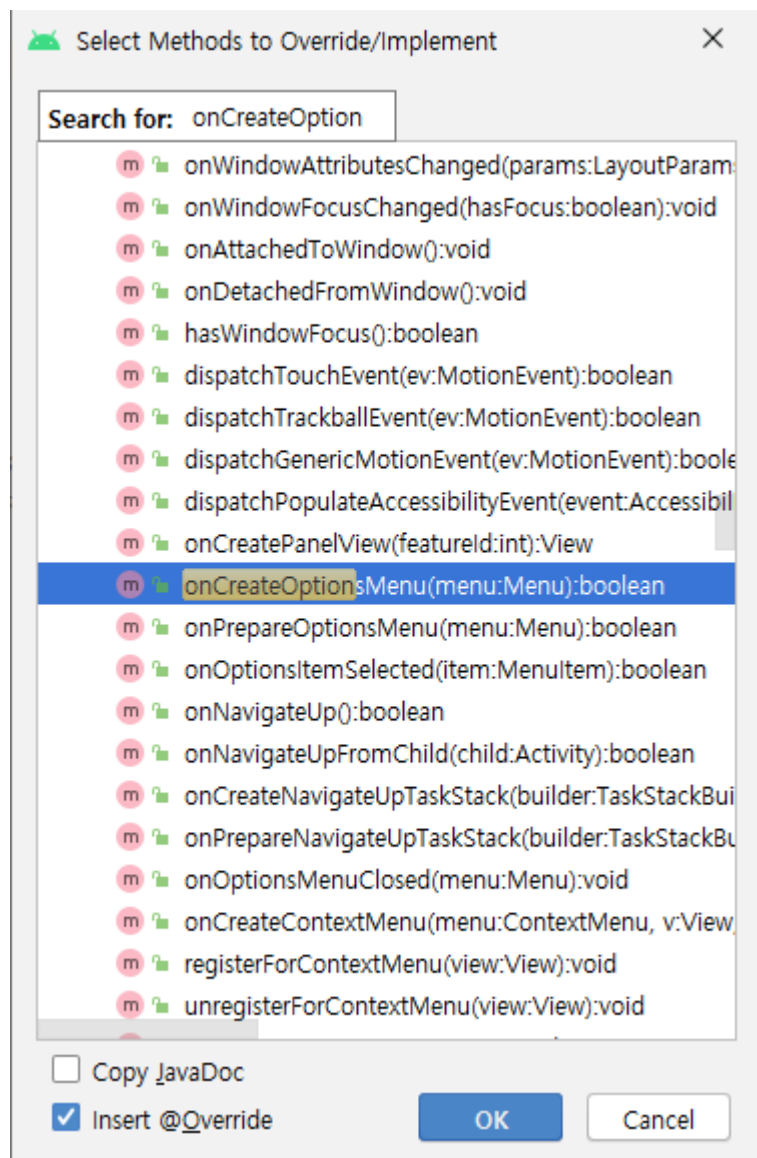 Select Methods to Override/Implement
Search for: onCreateOption
m onWindowAttributesChanged(params:LayoutParam
m onWindowFocusChanged(hasFocus:boolean):void
m onAttachedToWindow():void
m onDetachedFromWindow():void
m hasWindowFocus():boolean
m dispatchTouchEvent(ev:MotionEvent):boolean
m dispatchTrackballEvent(ev:MotionEvent):boolean
m dispatchGenericMotionEvent(ev:MotionEvent):boole
m dispatchPopulateAccessibilityEvent(event:Accessibil
m onCreatePanelView(featureId:int):View
m onCreateOptionsMenu(menu:Menu):boolean
m onPrepareOptionsMenu(menu:Menu):boolean
m onOptionsItemSelected(item:MenuItem):boolean
m onNavigateUp():boolean
m onNavigateUpFromChild(child:Activity):boolean
m onCreateNavigateUpTaskStack(builder:TaskStackBui
m onPrepareNavigateUpTaskStack(builder:TaskStackBu
m onOptionsMenuClosed(menu:Menu):void
m onCreateContextMenu(menu:ContextMenu, v:View,
m registerForContextMenu(view:View):void
m unregisterForContextMenu(view:View):void
Copy JavaDoc
Insert @Override
OK Cancel